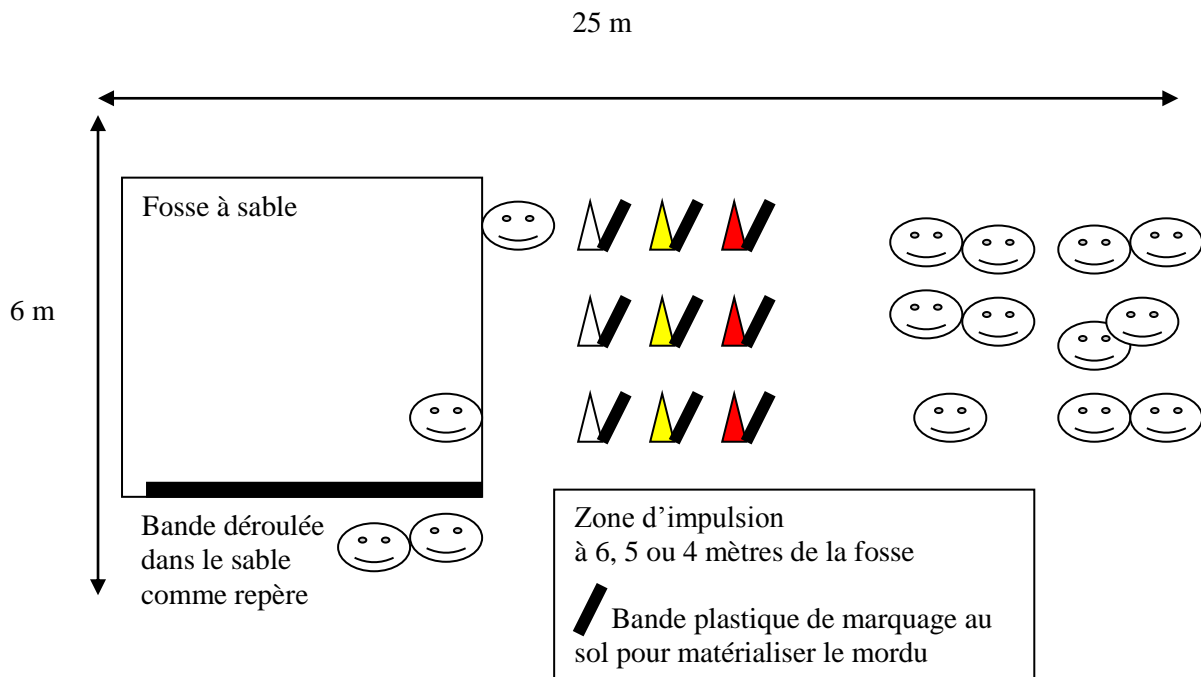 25 m
Fosse à sable
6 m
Bande déroulée
dans le sable
comme repère
Zone d’impulsion
à 6, 5 ou 4 mètres de la fosse
Bande plastique de marquage au
sol pour matérialiser le mordu